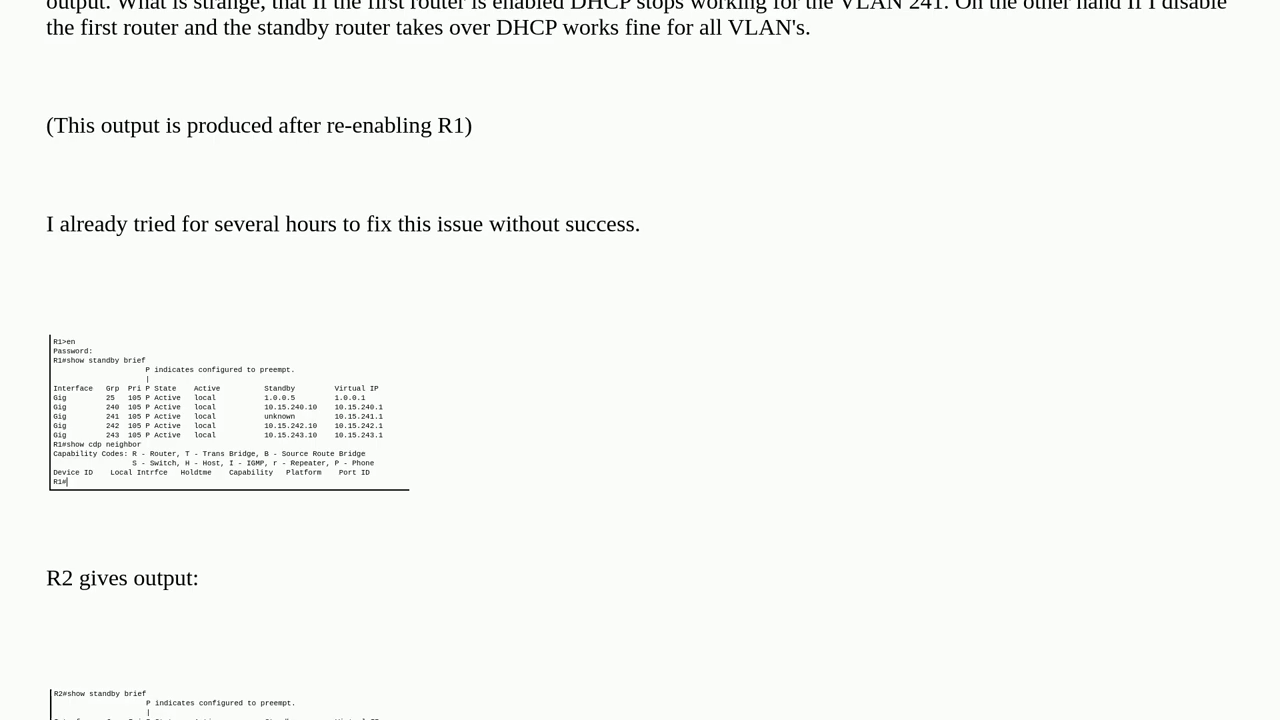 output. What is strange, that if the first router is enabled DHCP stops working for the VLAN 241. On the other hand if I disable
the first router and the standby router takes over DHCP works fine for all VLAN's.
(This output is produced after re-enabling R1)
I already tried for several hours to fix this issue without success.
R1>en
Password:
R1#show standby brief
P indicates configured to preempt.
|
Interface Grp Pri P State Active Standby Virtual IP
Gig 25 105 P Active local 1.0.0.5 1.0.0.1
Gig 240 105 P Active local 10.15.240.10 10.15.240.1
Gig 241 105 P Active local unknown 10.15.241.1
Gig 242 105 P Active local 10.15.242.10 10.15.242.1
Gig 243 105 P Active local 10.15.243.10 10.15.243.1
R1#show cdp neighbor
Capability Codes: R - Router, T - Trans Bridge, B - Source Route Bridge
S - Switch, H - Host, I - IGMP, r - Repeater, P - Phone
Device ID Local Intrfce Holdtme Capability Platform Port ID
R1#
R2 gives output:
R2#show standby brief
P indicates configured to preempt.
|